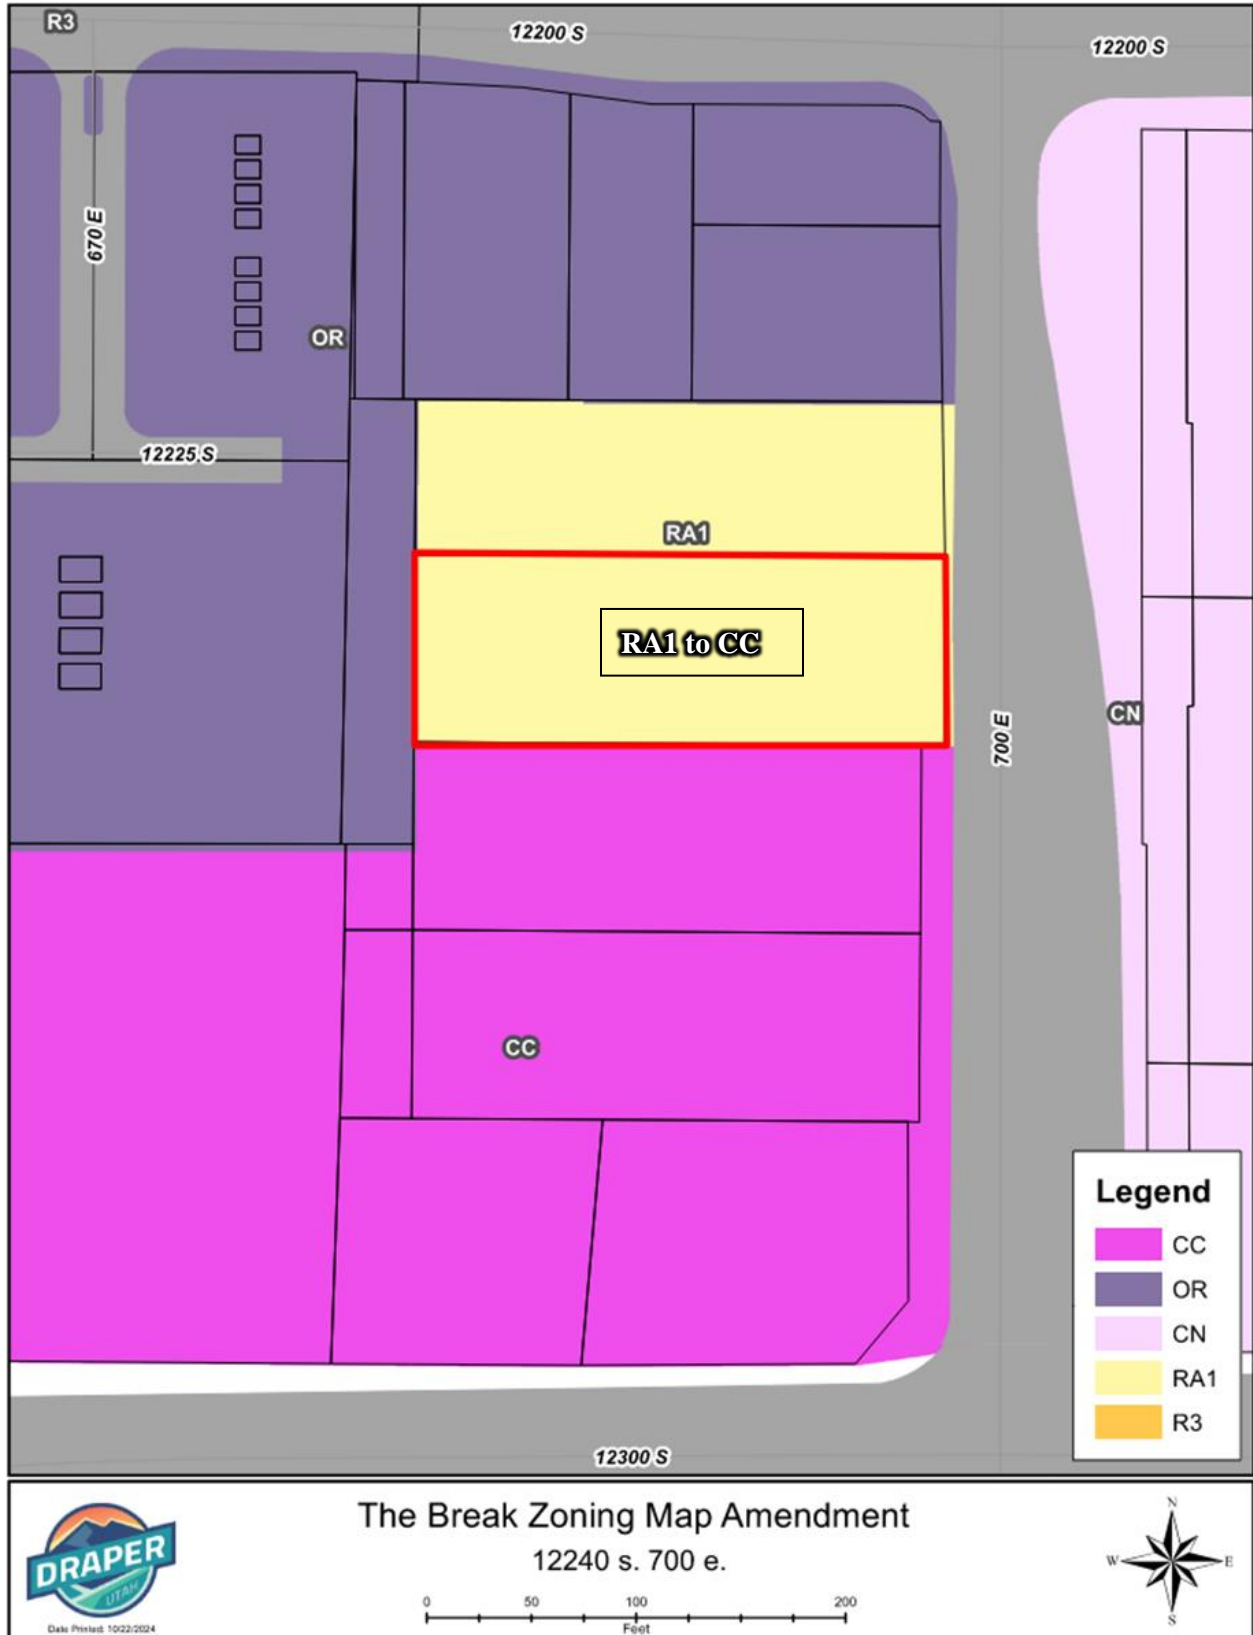 R3
12200 S
12200 S
670 E
OR
12225 S
RA1
RA1 to CC
CN
700 E
CC
Legend
CC
OR
CN
RA1
R3
12300 S
The Break Zoning Map Amendment
12240 s. 700 e.
DRAPER
UTAH
Date Printed: 10/22/2024
0 50 100 200
Feet
N
W E
S